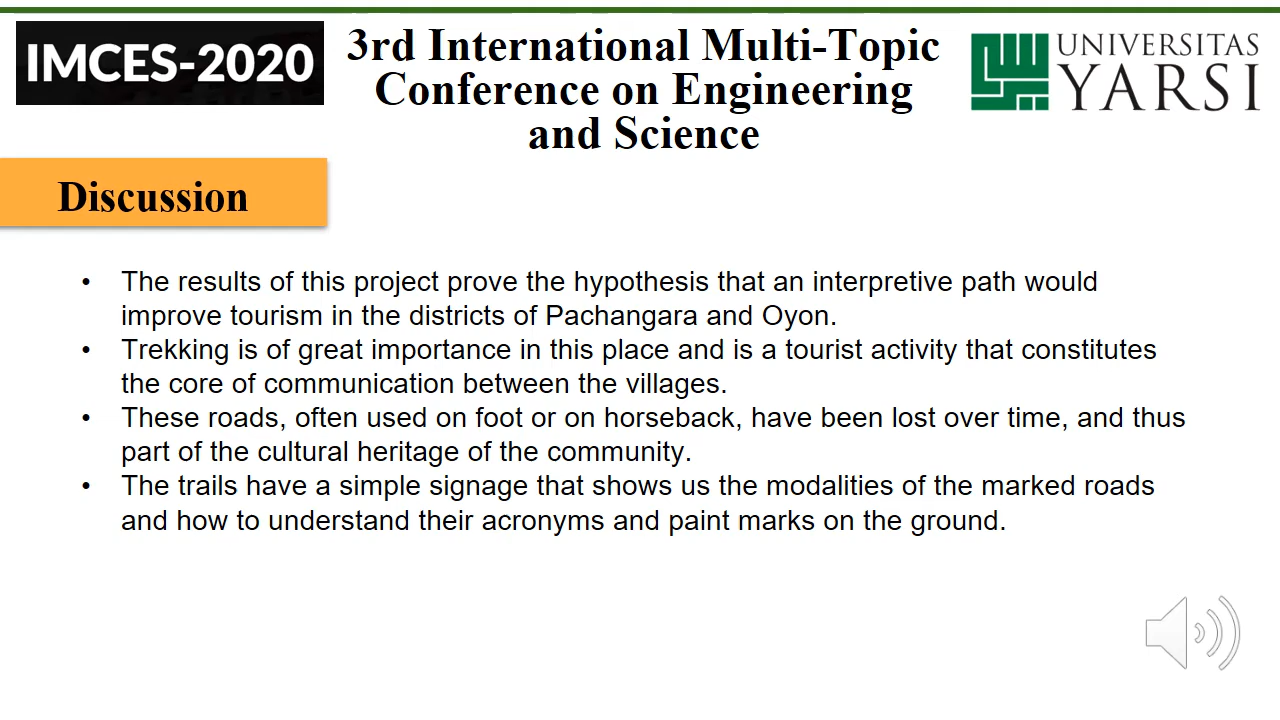 IMCES-2020
3rd International Multi-Topic
Conference on Engineering
and Science
UNIVERSITAS
YARSI
Discussion
• The results of this project prove the hypothesis that an interpretive path would
improve tourism in the districts of Pachangara and Oyon.
• Trekking is of great importance in this place and is a tourist activity that constitutes
the core of communication between the villages.
• These roads, often used on foot or on horseback, have been lost over time, and thus
part of the cultural heritage of the community.
• The trails have a simple signage that shows us the modalities of the marked roads
and how to understand their acronyms and paint marks on the ground.